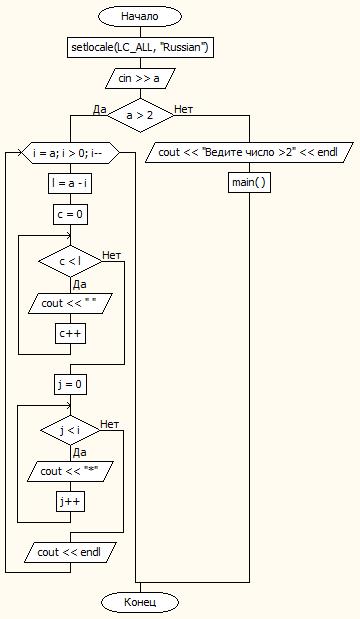 Начало
setlocale(LC_ALL, "Russian")
cin >> a
a > 2
Да
Нет
i = a; i > 0; i--
cout << "Ведите число >2" << endl
l = a - i
main( )
c = 0
c < l
Нет
Да
cout << " "
c++
j = 0
j < i
Нет
Да
cout << "*"
j++
cout << endl
Конец